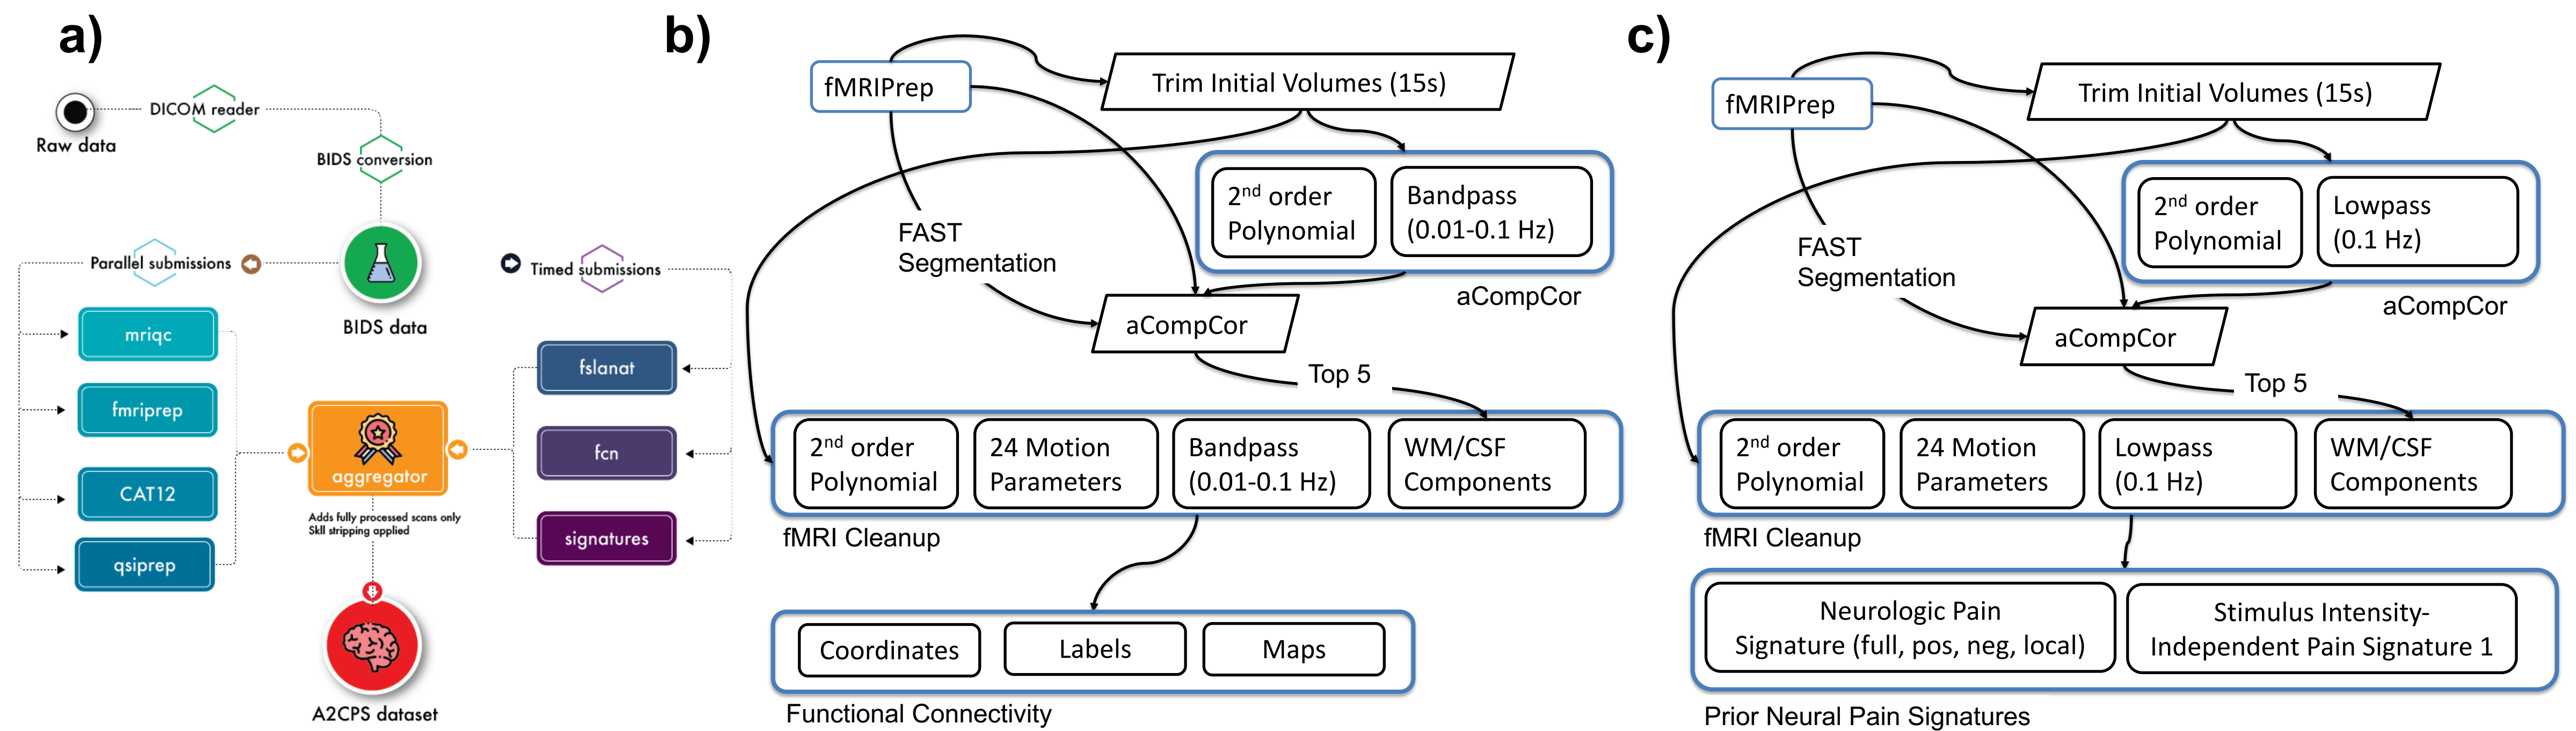 a)
DICOM reader
Raw data
BIDS conversion
Parallel submissions
BIDS data
Timed submissions
mriqc
fmriprep
CAT12
qsiprep
fslanat
fcn
signatures
aggregator
Adds fully processed scans only
Skll stripping applied
A2CPS dataset
b)
fMRIPrep
Trim Initial Volumes (15s)
2nd order
Polynomial
Bandpass
(0.01-0.1 Hz)
aCompCor
FAST
Segmentation
aCompCor
Top 5
2nd order
Polynomial
24 Motion
Parameters
Bandpass
(0.01-0.1 Hz)
WM/CSF
Components
fMRI Cleanup
Coordinates
Labels
Maps
Functional Connectivity
c)
fMRIPrep
Trim Initial Volumes (15s)
2nd order
Polynomial
Lowpass
(0.1 Hz)
aCompCor
FAST
Segmentation
aCompCor
Top 5
2nd order
Polynomial
24 Motion
Parameters
Lowpass
(0.1 Hz)
WM/CSF
Components
fMRI Cleanup
Neurologic Pain
Signature (full, pos, neg, local)
Stimulus Intensity-
Independent Pain Signature 1
Prior Neural Pain Signatures